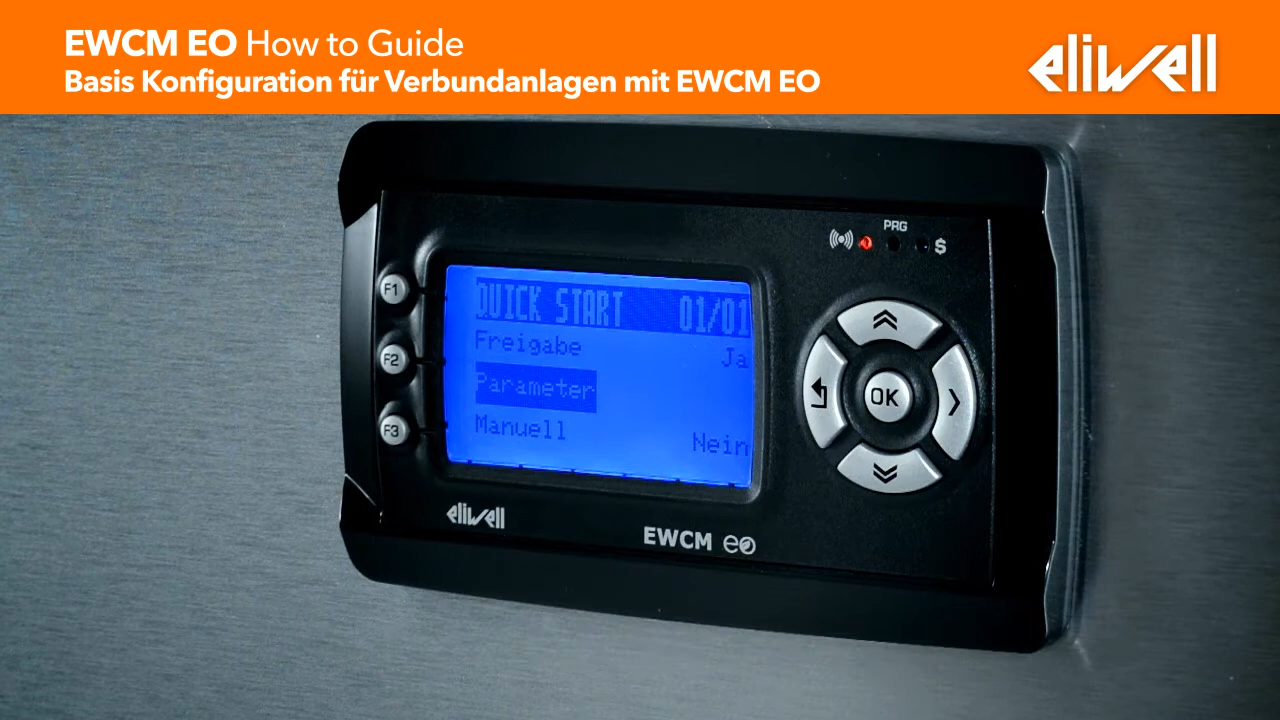 EWCM EO How to Guide
Basis Konfiguration für Verbundanlagen mit EWCM EO
eliwell
PRG
$
F1
F2
F3
QUICK START 01/01
Freigabe Ja
Parameter
Manuell Nein
OK
eliwell
EWCM eo